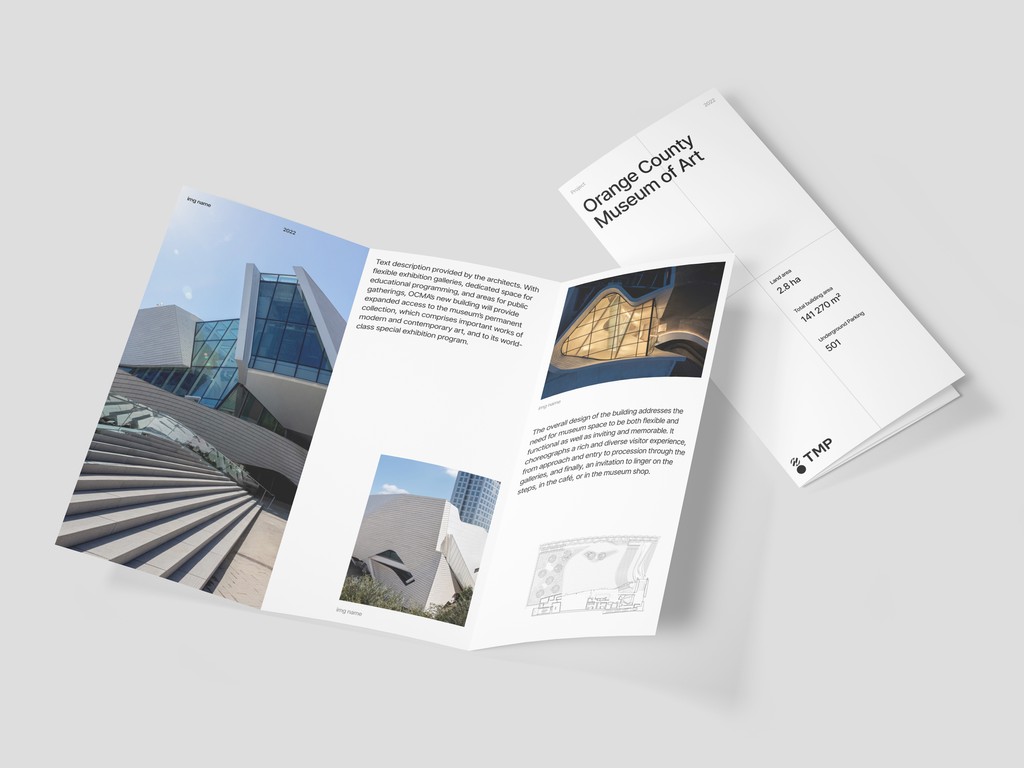 img name
2022
Text description provided by the architects. With
flexible exhibition galleries, dedicated space for
educational programming, and areas for public
gatherings, OCMA's new building will provide
expanded access to the museum's permanent
collection, which comprises important works of
modern and contemporary art, and to its world-
class special exhibition program.
img name
img name
The overall design of the building addresses the
need for museum space to be both flexible and
functional as well as inviting and memorable. It
choreographs a rich and diverse visitor experience,
from approach and entry to procession through the
galleries, and finally, an invitation to linger on the
steps, in the café, or in the museum shop.
Project
2022
Orange County
Museum of Art
Land area
2.8 ha
Total building area
141 270 m²
Underground Parking
501
TMP